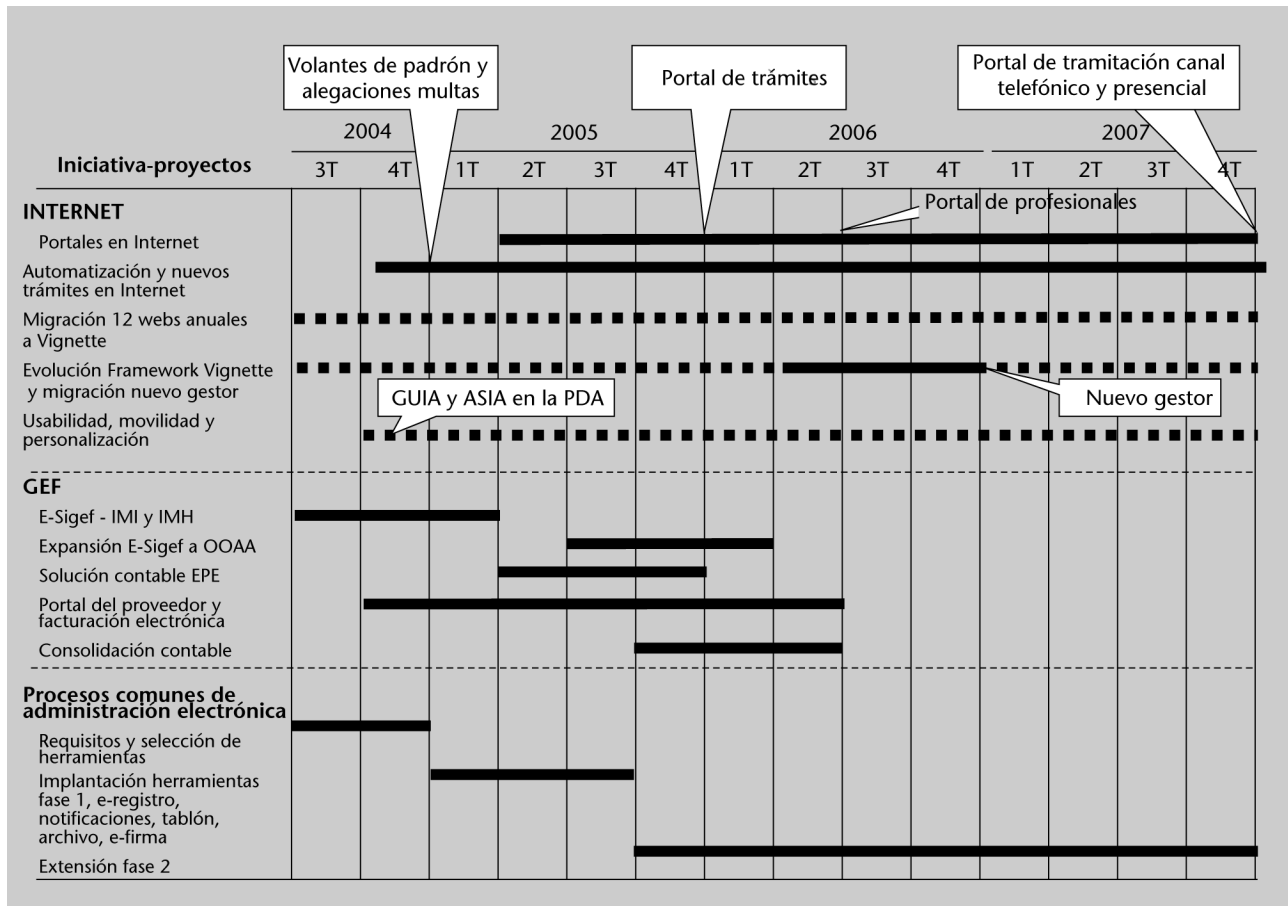 Volantes de padrón y
alegaciones multas
Portal de trámites
Portal de tramitación canal
telefónico y presencial
2004 2005 2006 2007
Iniciativa-proyectos 3T 4T 1T 2T 3T 4T 1T 2T 3T 4T 1T 2T 3T 4T
INTERNET
Portal de profesionales
Portales en Internet
Automatización y nuevos
trámites en Internet
Migración 12 webs anuales
a Vignette
Evolución Framework Vignette
y migración nuevo gestor
GUIA y ASIA en la PDA
Nuevo gestor
Usabilidad, movilidad y
personalización
GEF
E-Sigef - IMI y IMH
Expansión E-Sigef a OOAA
Solución contable EPE
Portal del proveedor y
facturación electrónica
Consolidación contable
Procesos comunes de
administración electrónica
Requisitos y selección de
herramientas
Implantación herramientas
fase 1, e-registro,
notificaciones, tablón,
archivo, e-firma
Extensión fase 2